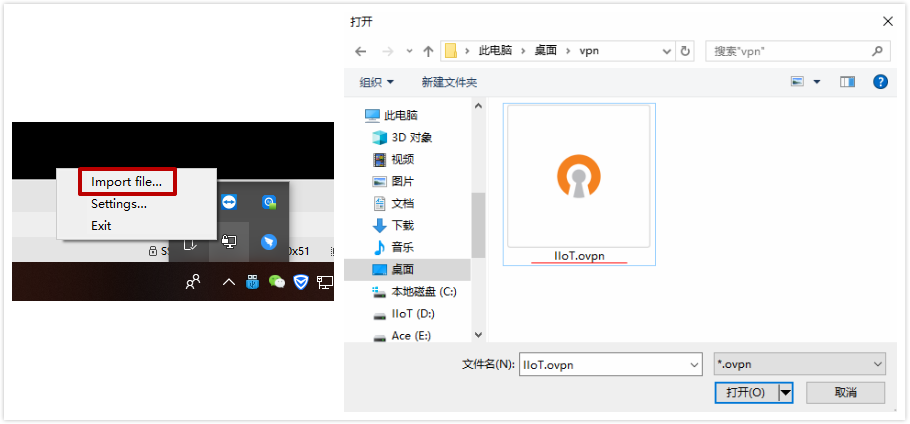 Import file...
Settings...
Exit
0x51
打开
此电脑 > 桌面 > vpn
搜索"vpn"
组织
新建文件夹
此电脑
3D 对象
视频
图片
文档
下载
音乐
桌面
本地磁盘 (C:)
IIoT (D:)
Ace (E:)
IIoT.ovpn
文件名(N):
IIoT.ovpn
*.ovpn
打开(O)
取消